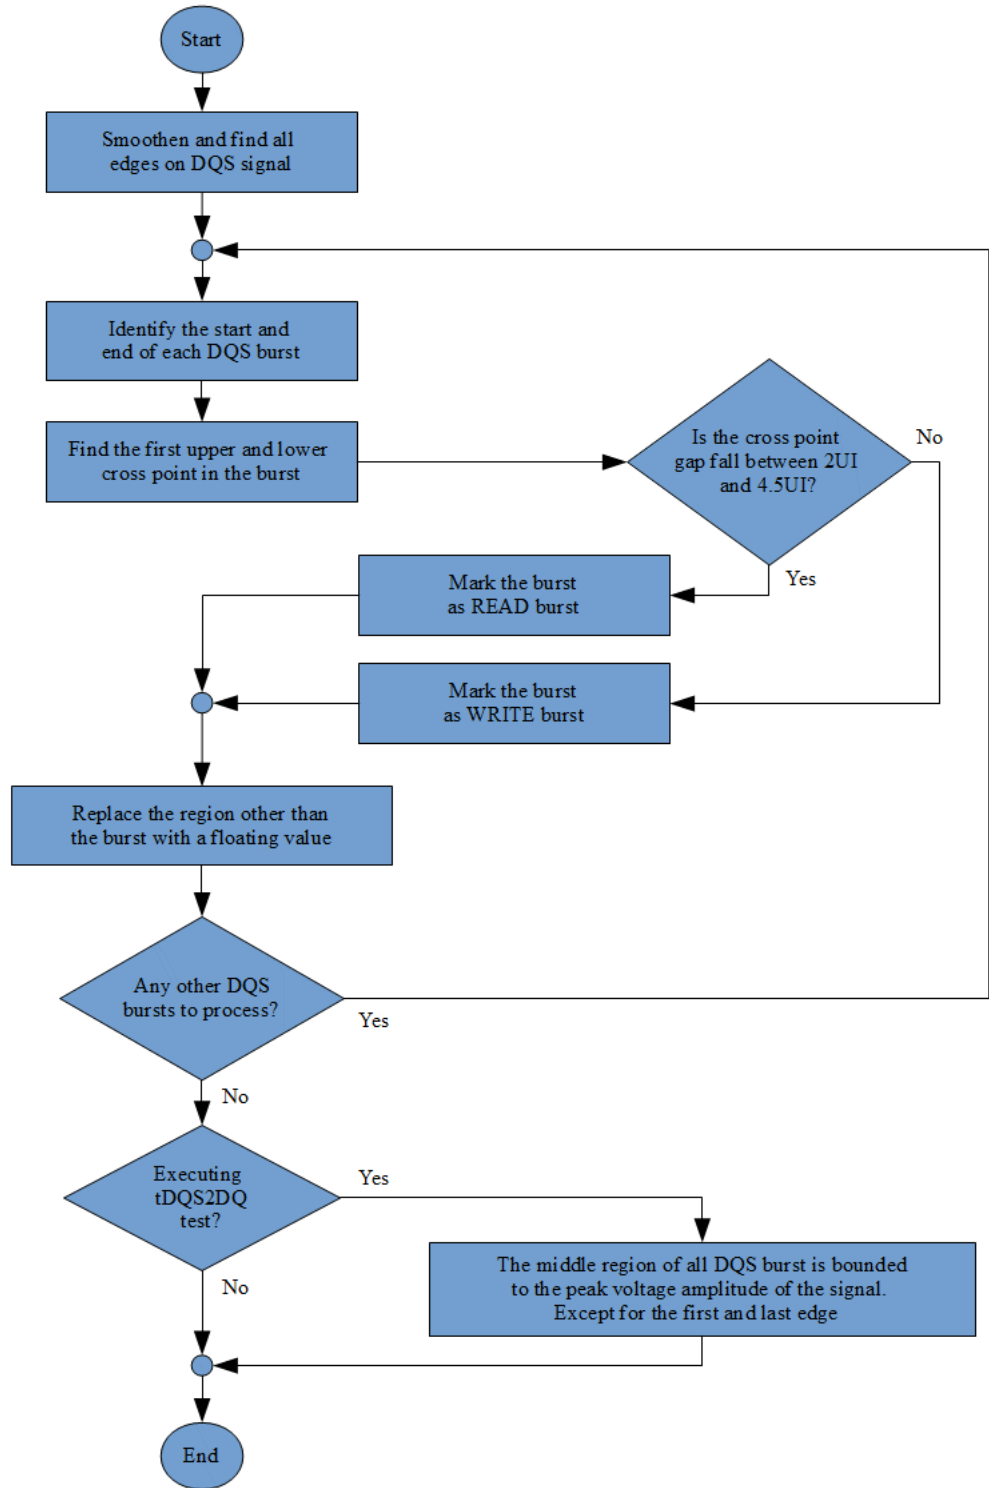 Start
Smoothen and find all
edges on DQS signal
Identify the start and
end of each DQS burst
Find the first upper and lower
cross point in the burst
Is the cross point
gap fall between 2UI
and 4.5UI?
No
Yes
Mark the burst
as READ burst
Mark the burst
as WRITE burst
Replace the region other than
the burst with a floating value
Any other DQS
bursts to process?
Yes
No
Executing
tDQS2DQ
test?
Yes
No
The middle region of all DQS burst is bounded
to the peak voltage amplitude of the signal.
Except for the first and last edge
End